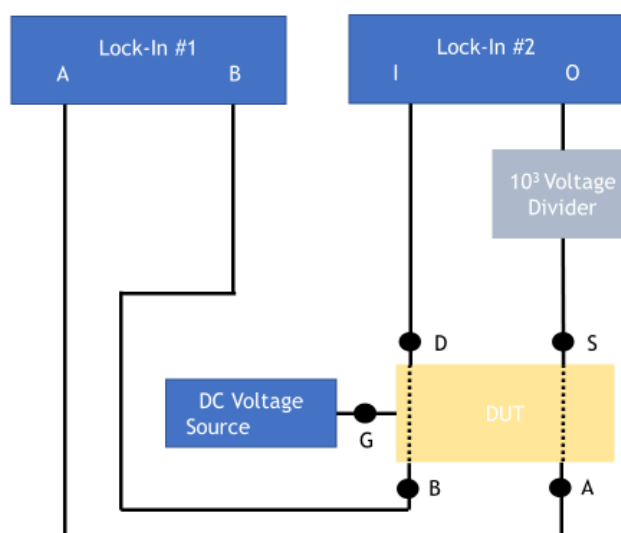 Lock-In #1
A
B
Lock-In #2
I
O
10³ Voltage
Divider
D
S
DC Voltage
Source
G
DUT
B
A